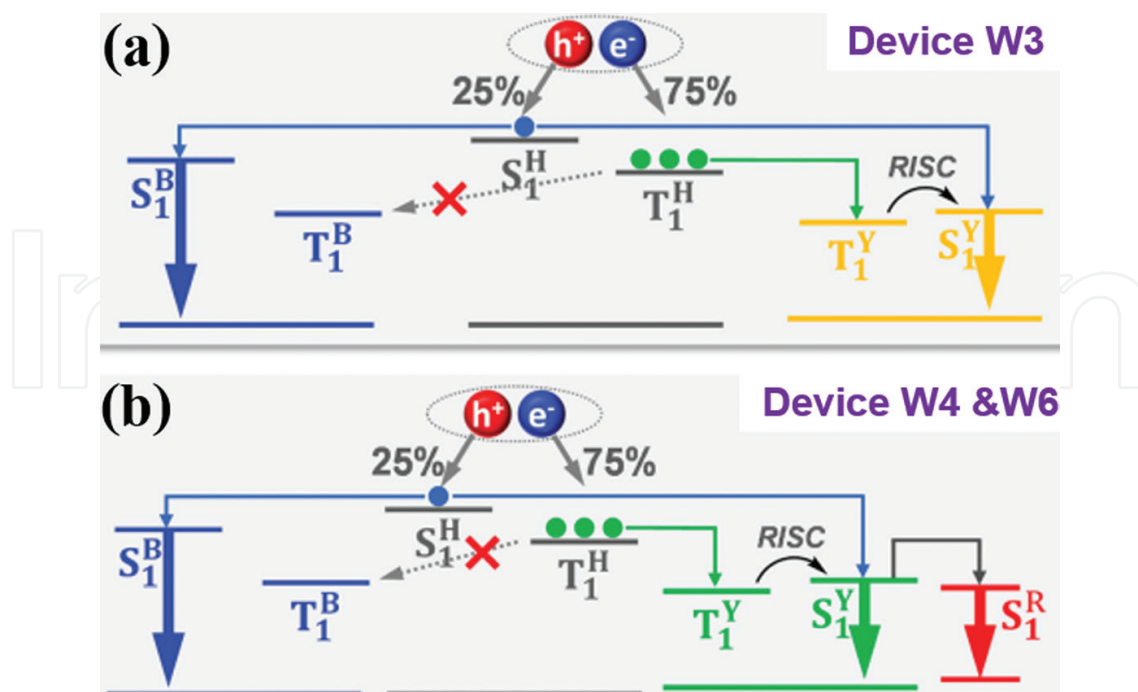 (a)
Device W3
h⁺ e⁻
25% 75%
S₁ᴮ S₁ᴴ T₁ᴴ RISC
T₁ᴮ T₁ʸ S₁ʸ
(b)
Device W4 &W6
h⁺ e⁻
25% 75%
S₁ᴮ S₁ᴴ T₁ᴴ RISC
T₁ᴮ T₁ʸ S₁ʸ S₁ᴿ